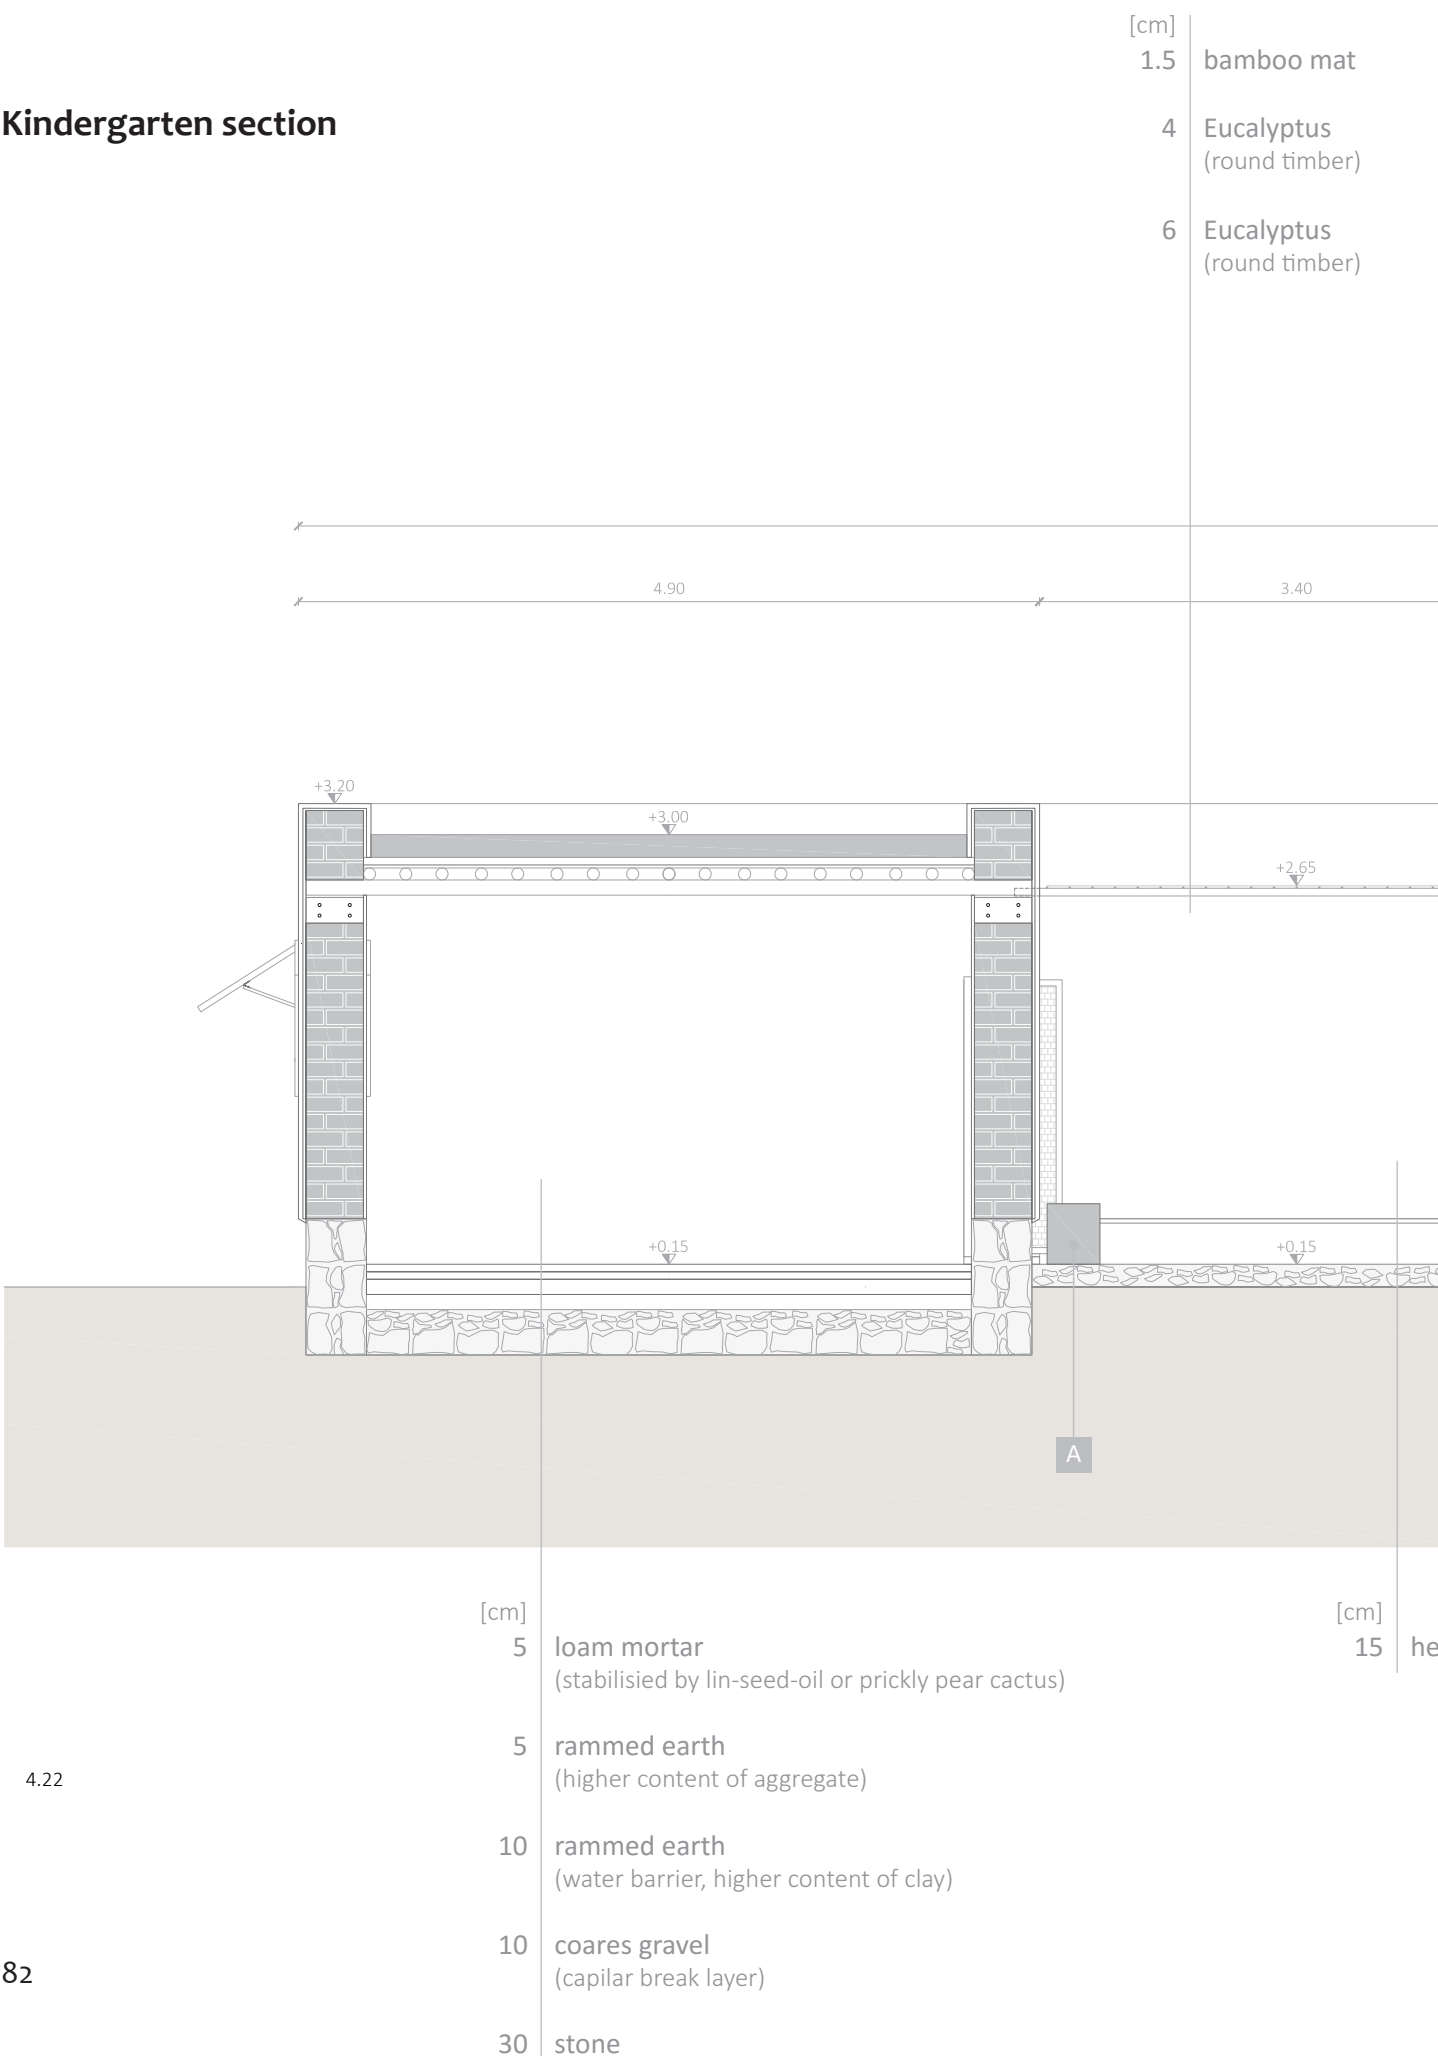 [cm]
1.5 bamboo mat
Kindergarten section
4 Eucalyptus
(round timber)
6 Eucalyptus
(round timber)
4.90 3.40
+3.20
+3.00
+2.65
+0.15 +0.15
A
[cm] [cm]
5 loam mortar 15 he
(stabilisied by lin-seed-oil or prickly pear cactus)
5 rammed earth
(higher content of aggregate)
4.22
10 rammed earth
(water barrier, higher content of clay)
10 coares gravel
(capilar break layer)
82
30 stone